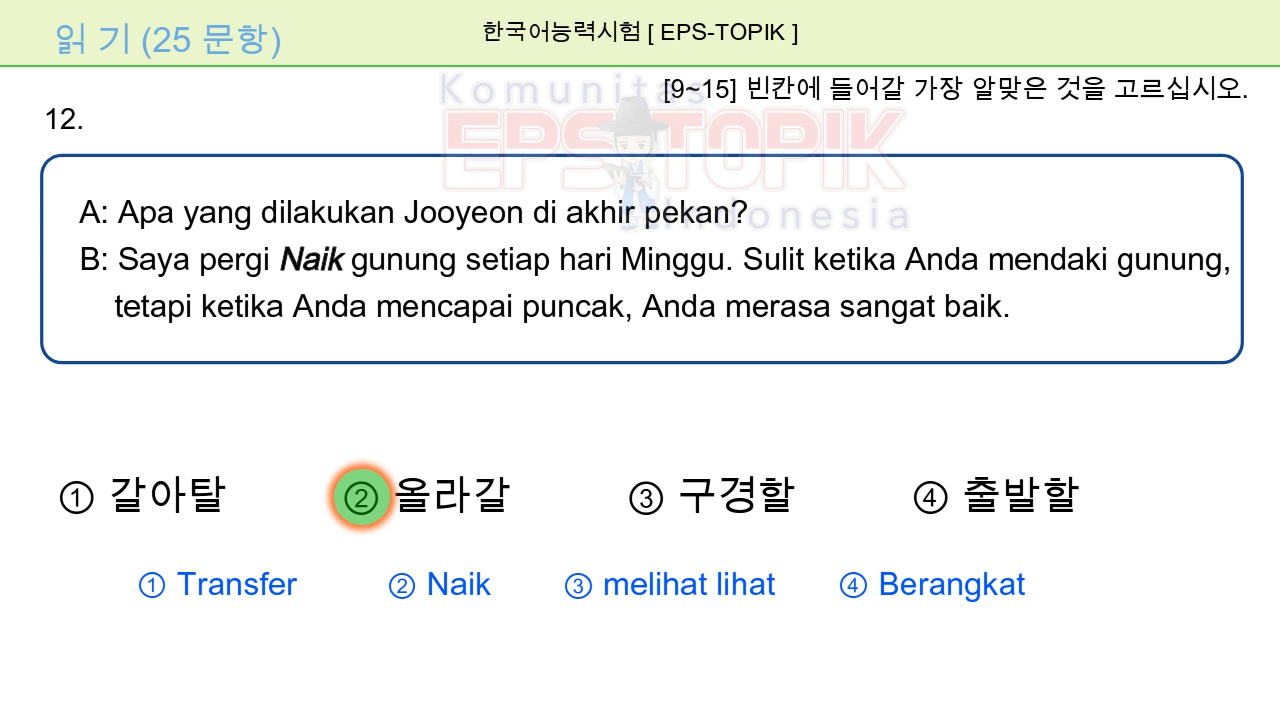 읽 기 (25 문항)
한국어능력시험 [ EPS-TOPIK ]
Komunitas
EPS TOPIK
Indonesia
[9~15] 빈칸에 들어갈 가장 알맞은 것을 고르십시오.
12.
A: Apa yang dilakukan Jooyeon di akhir pekan?
B: Saya pergi Naik gunung setiap hari Minggu. Sulit ketika Anda mendaki gunung,
tetapi ketika Anda mencapai puncak, Anda merasa sangat baik.
① 갈아탈 ② 올라갈 ③ 구경할 ④ 출발할
① Transfer ② Naik ③ melihat lihat ④ Berangkat